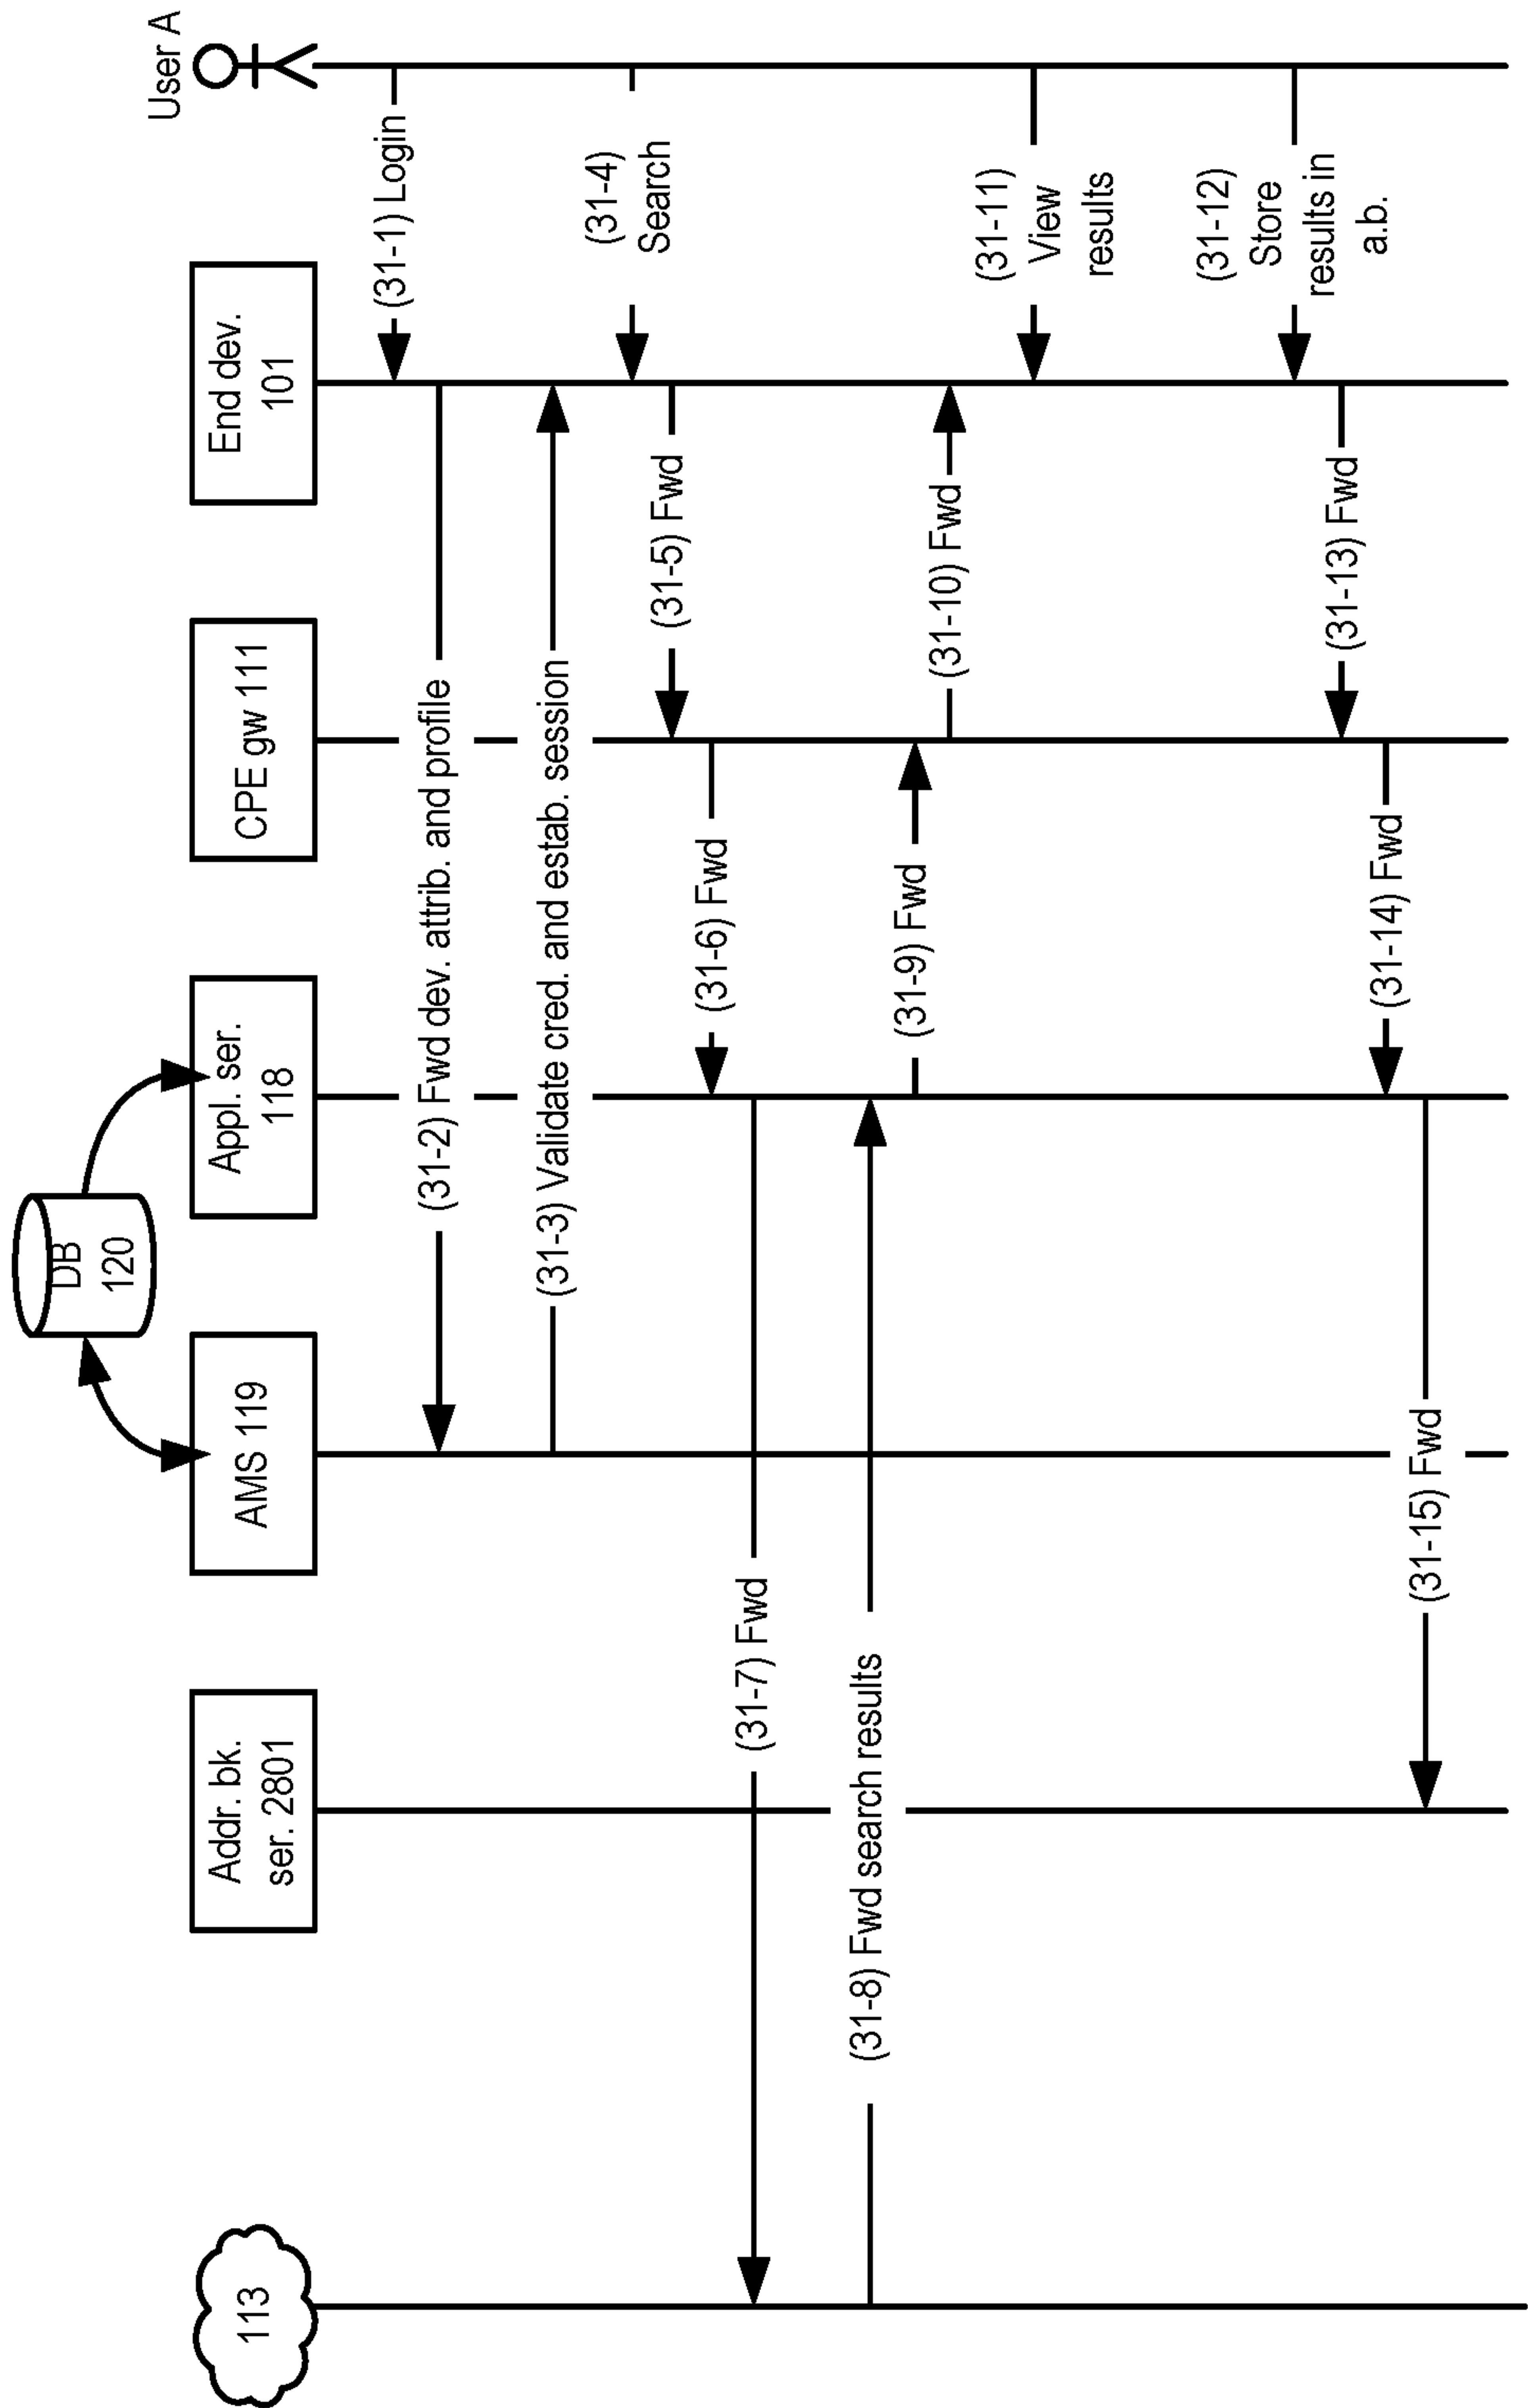 DB
120
113
Addr. bk.
ser. 2801
AMS 119
Appl. ser.
118
CPE gw 111
End dev.
101
User A
(31-1) Login
(31-2) Fwd dev. attrib. and profile
(31-3) Validate cred. and estab. session
(31-4)
Search
(31-5) Fwd
(31-6) Fwd
(31-7) Fwd
(31-8) Fwd search results
(31-9) Fwd
(31-10) Fwd
(31-11)
View
results
(31-12)
Store
results in
a.b.
(31-13) Fwd
(31-14) Fwd
(31-15) Fwd